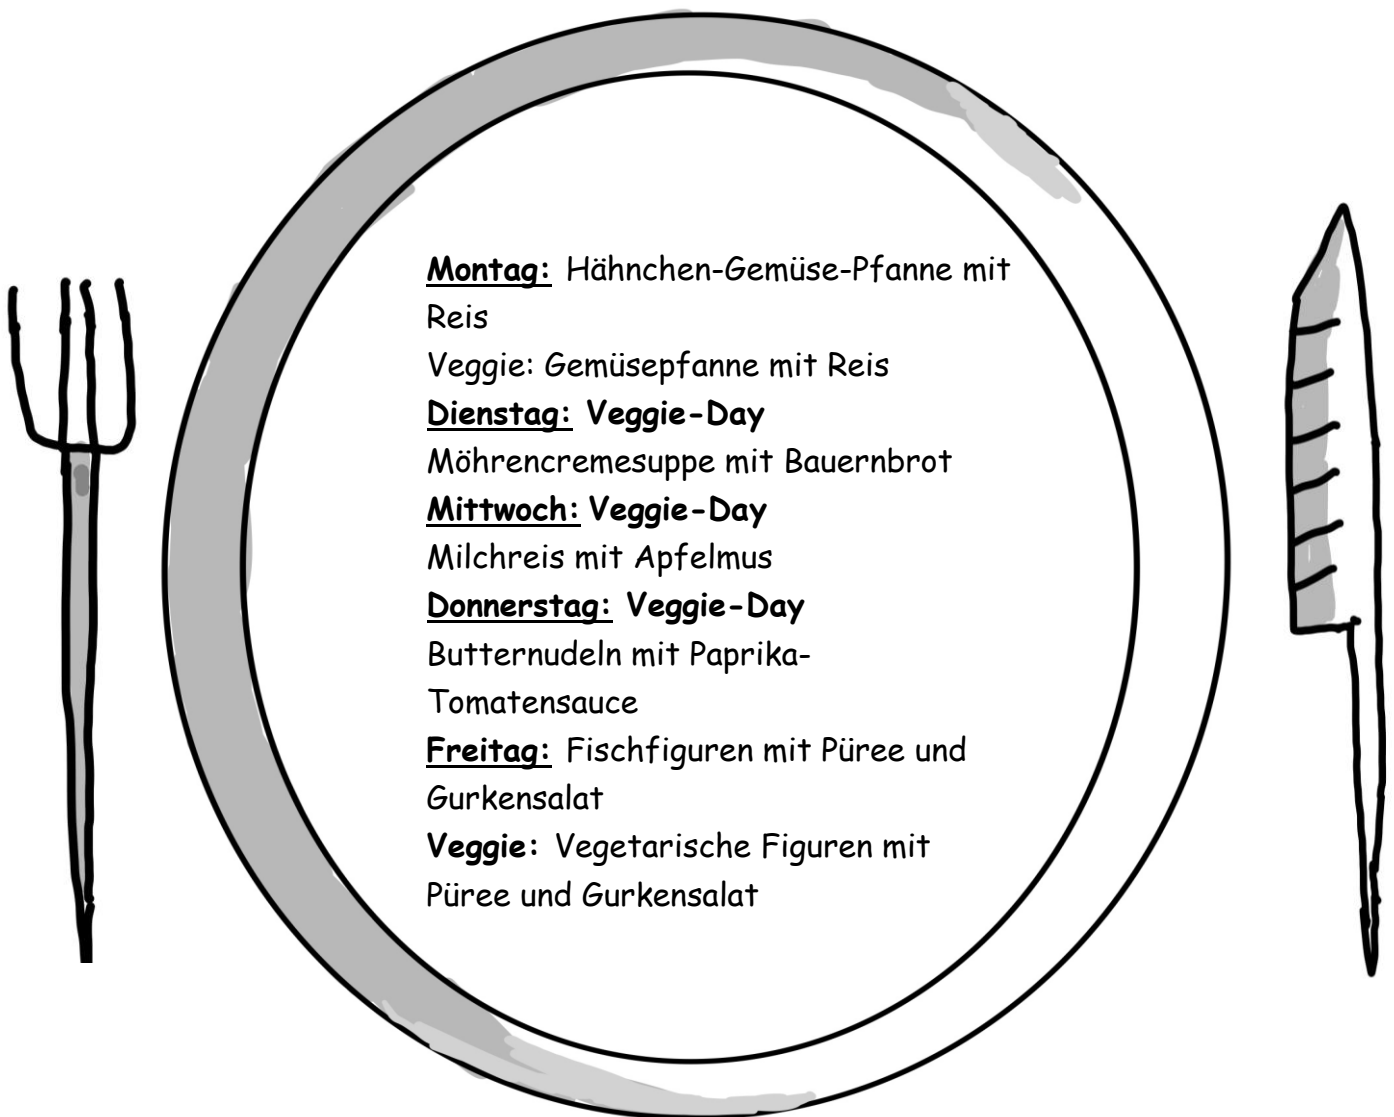 Montag: Hähnchen-Gemüse-Pfanne mit
Reis
Veggie: Gemüsepfanne mit Reis
Dienstag: Veggie-Day
Möhrencremesuppe mit Bauernbrot
Mittwoch: Veggie-Day
Milchreis mit Apfelmus
Donnerstag: Veggie-Day
Butternudeln mit Paprika-
Tomatensauce
Freitag: Fischfiguren mit Püree und
Gurkensalat
Veggie: Vegetarische Figuren mit
Püree und Gurkensalat